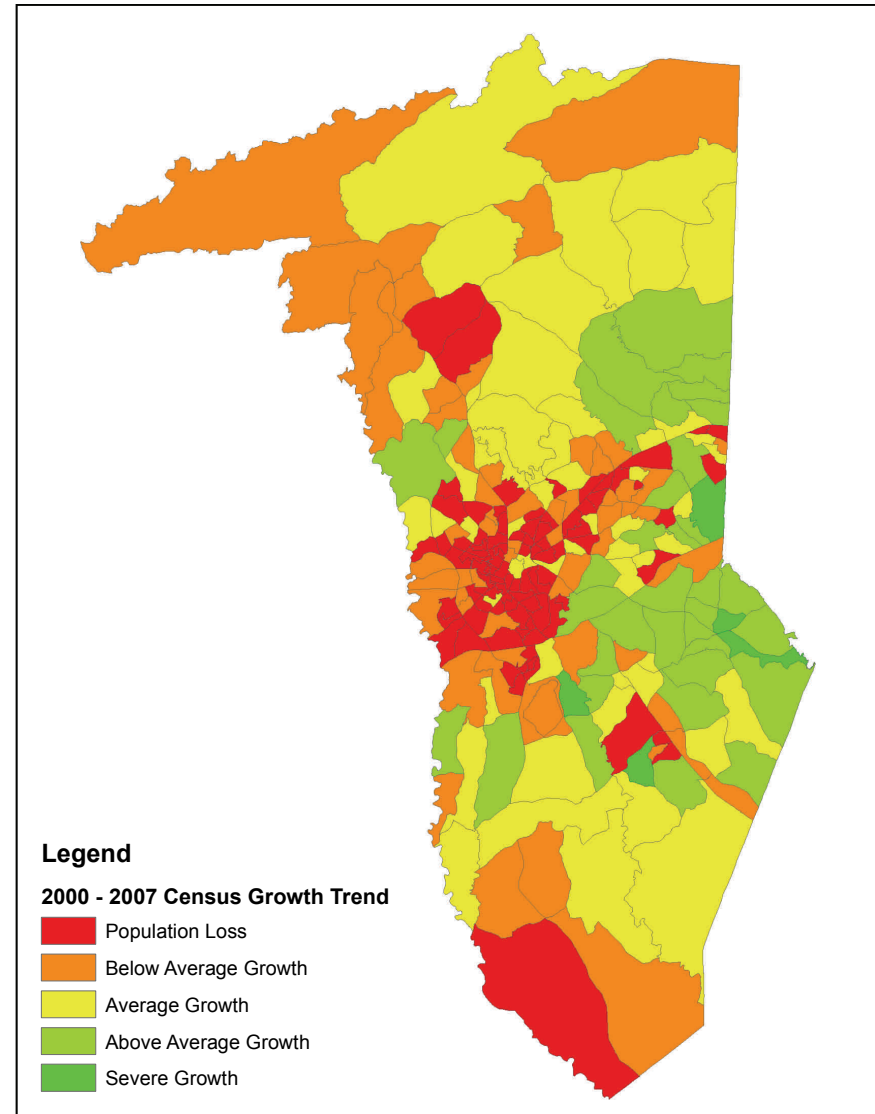 Legend
2000 - 2007 Census Growth Trend
Population Loss
Below Average Growth
Average Growth
Above Average Growth
Severe Growth